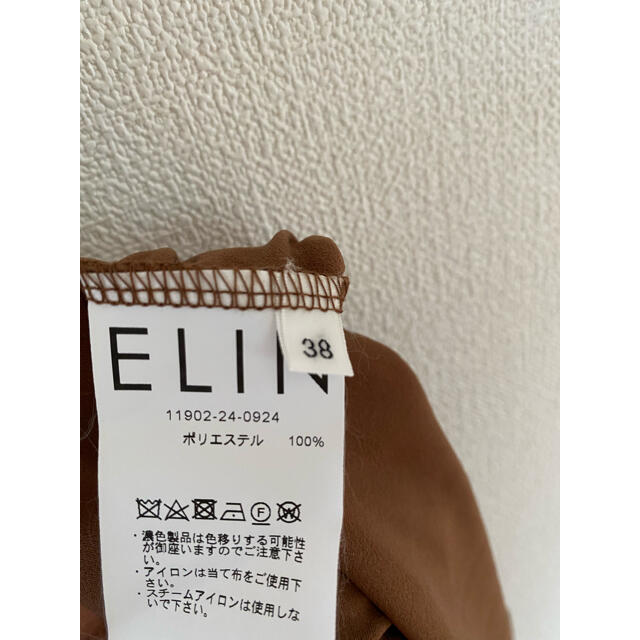 ELIN
38
11902-24-0924
ポリエステル 100%
・濃色製品は色移りする可能性
が御座いますのでご注意下さ
い。
・アイロンは当て布をご使用下
さい。
・スチームアイロンは使用しな
いで下さい。